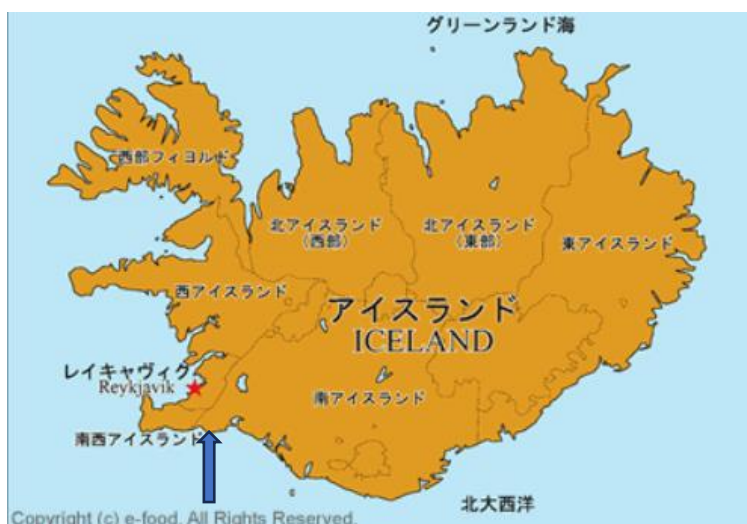 グリーンランド海
西部フィヨルド
北アイスランド
(西部)
北アイスランド
(東部)
東アイスランド
西アイスランド
アイスランド
ICELAND
レイキャヴィク
Reykjavik
南アイスランド
南西アイスランド
北大西洋
Copyright (c) e-food. All Rights Reserved.